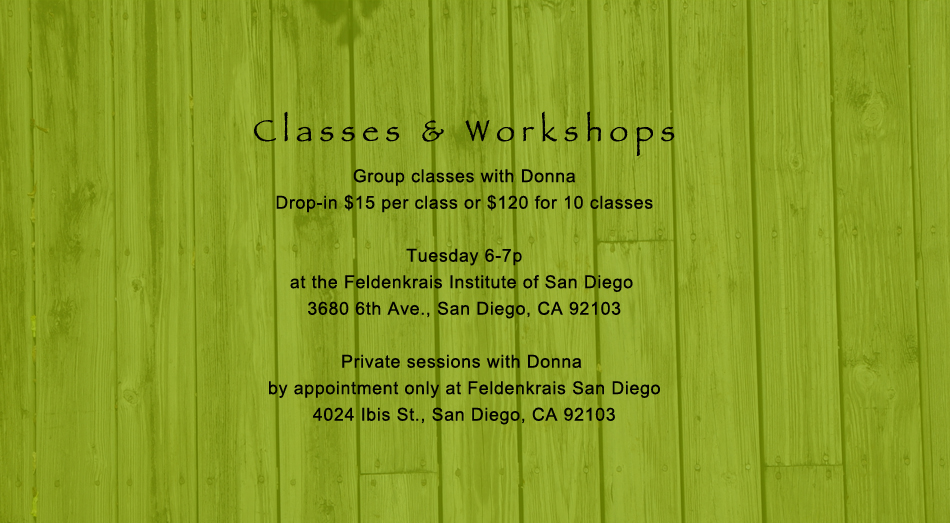 Classes & Workshops
Group classes with Donna
Drop-in $15 per class or $120 for 10 classes
Tuesday 6-7p
at the Feldenkrais Institute of San Diego
3680 6th Ave., San Diego, CA 92103
Private sessions with Donna
by appointment only at Feldenkrais San Diego
4024 Ibis St., San Diego, CA 92103